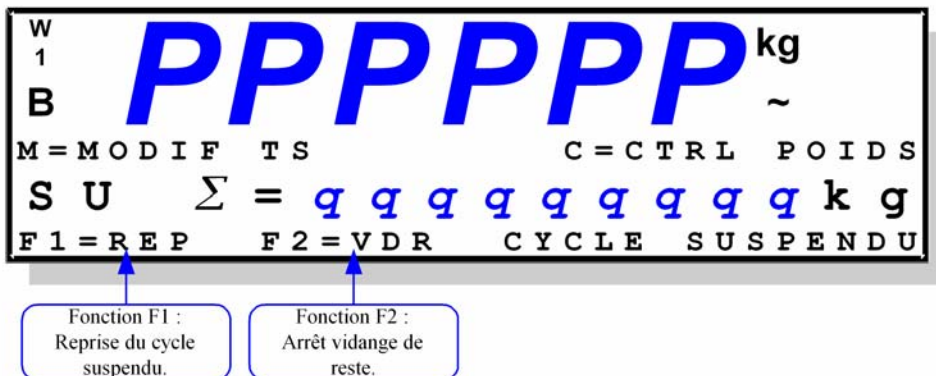 W
1
B
PPPPPP kg
~
M=MODIF TS C=CTRL POIDS
SU Σ = qqqqqqqqq kg
F1=REP F2=VDR CYCLE SUSPENDU
Fonction F1 :
Reprise du cycle
suspendu.
Fonction F2 :
Arrêt vidange de
reste.